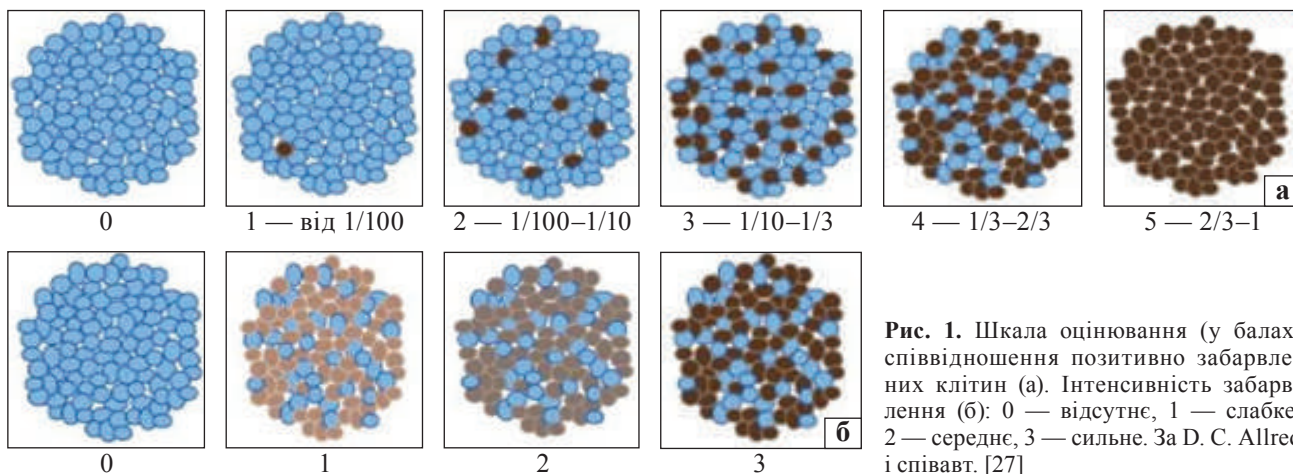 а
0
1 — від 1/100
2 — 1/100–1/10
3 — 1/10–1/3
4 — 1/3–2/3
5 — 2/3–1
б
0
1
2
3
Рис. 1. Шкала оцінювання (у балах
співвідношення позитивно забарвле
них клітин (а). Інтенсивність забарв
лення (б): 0 — відсутнє, 1 — слабке
2 — середнє, 3 — сильне. За D. C. Allred
і співавт. [27]